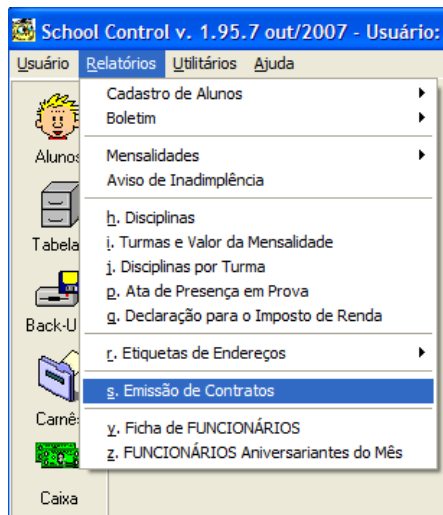 School Control v. 1.95.7 out/2007 - Usuário:
Usuário Relatórios Utilitários Ajuda
Cadastro de Alunos
Boletim
Alunos
Mensalidades
Aviso de Inadimplência
h. Disciplinas
i. Turmas e Valor da Mensalidade
Tabela
j. Disciplinas por Turma
p. Ata de Presença em Prova
q. Declaração para o Imposto de Renda
Back-U
r. Etiquetas de Endereços
s. Emissão de Contratos
Carnê
v. Ficha de FUNCIONÁRIOS
z. FUNCIONÁRIOS Aniversariantes do Mês
Caixa